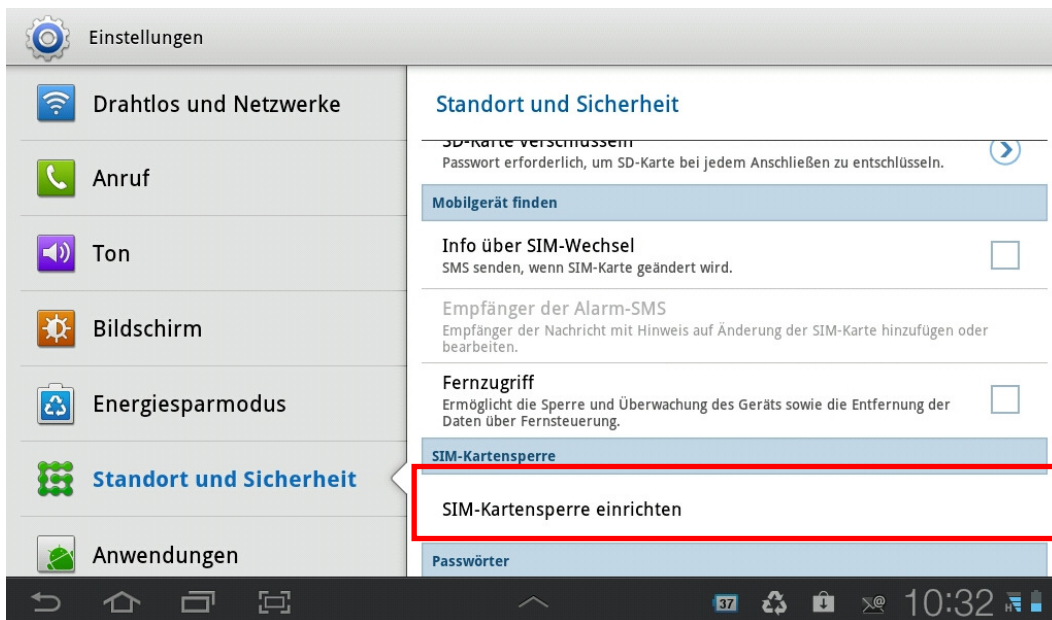 Einstellungen
Drahtlos und Netzwerke
Anruf
Ton
Bildschirm
Energiesparmodus
Standort und Sicherheit
Anwendungen
Standort und Sicherheit
SD-Karte verschlüsseln
Passwort erforderlich, um SD-Karte bei jedem Anschließen zu entschlüsseln.
Mobilgerät finden
Info über SIM-Wechsel
SMS senden, wenn SIM-Karte geändert wird.
Empfänger der Alarm-SMS
Empfänger der Nachricht mit Hinweis auf Änderung der SIM-Karte hinzufügen oder
bearbeiten.
Fernzugriff
Ermöglicht die Sperre und Überwachung des Geräts sowie die Entfernung der
Daten über Fernsteuerung.
SIM-Kartensperre
SIM-Kartensperre einrichten
Passwörter
37
10:32
H